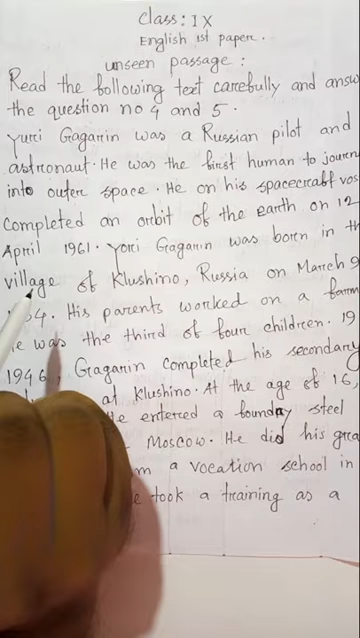 Class: IX
English 1st paper.
unseen passage:
Read the following text carefully and answ
the question no 4 and 5.
Yuri Gagarin was a Russian pilot and
astronaut. He was the first human to journ
into outer space. He on his spacecraft vos
completed an orbit of the earth on 12
April 1961. Yori Gagarin was born in th
village of Klushino, Russia on March 9
4. His parents worked on a farm
e was the third of four children. 19
1946, Gagarin completed his secondary
at Klushino. At the age of 16,
He entered a founday steel
Moscow. He did his gra
m a vocation school in
e took a training as a